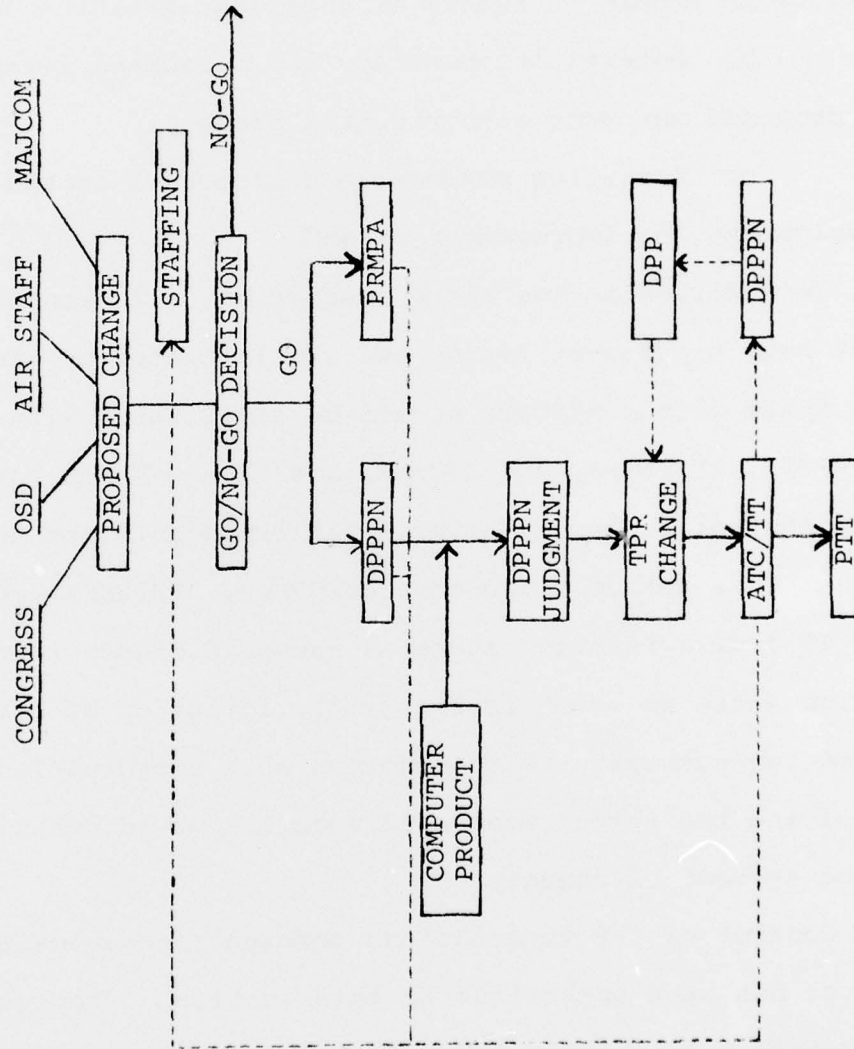 CONGRESS
OSD
AIR STAFF
MAJCOM
PROPOSED CHANGE
STAFFING
GO/NO-GO DECISION
NO-GO
GO
DPPPN
PRMPA
COMPUTER
PRODUCT
DPPPN
JUDGMENT
TPR
CHANGE
DPP
ATC/TT
DPPPN
PTT